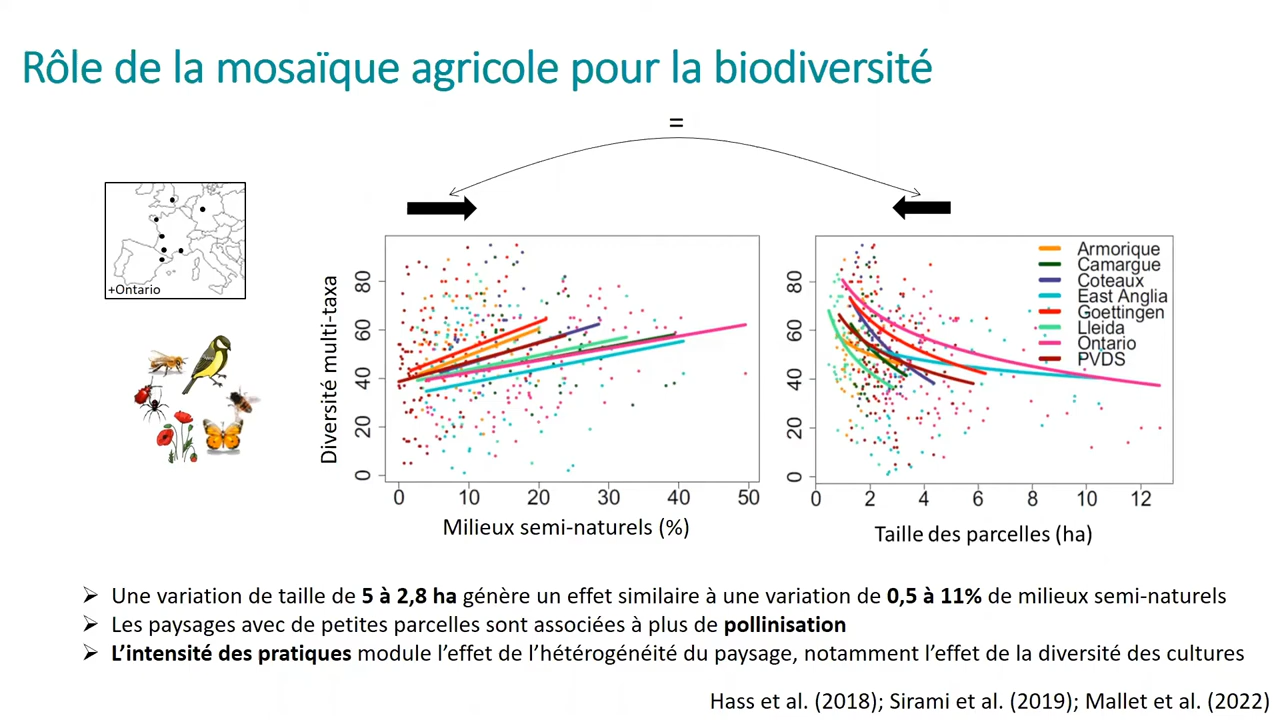 Rôle de la mosaïque agricole pour la biodiversité
=
+Ontario
Diversité multi-taxa
80
60
40
20
0
0 10 20 30 40 50
Milieux semi-naturels (%)
80
60
40
20
0
0 2 4 6 8 10 12
Taille des parcelles (ha)
Armorique
Camargue
Coteaux
East Anglia
Goettingen
Lleida
Ontario
PVDS
Une variation de taille de 5 à 2,8 ha génère un effet similaire à une variation de 0,5 à 11% de milieux semi-naturels
Les paysages avec de petites parcelles sont associées à plus de pollinisation
L'intensité des pratiques module l'effet de l'hétérogénéité du paysage, notamment l'effet de la diversité des cultures
Hass et al. (2018); Sirami et al. (2019); Mallet et al. (2022)